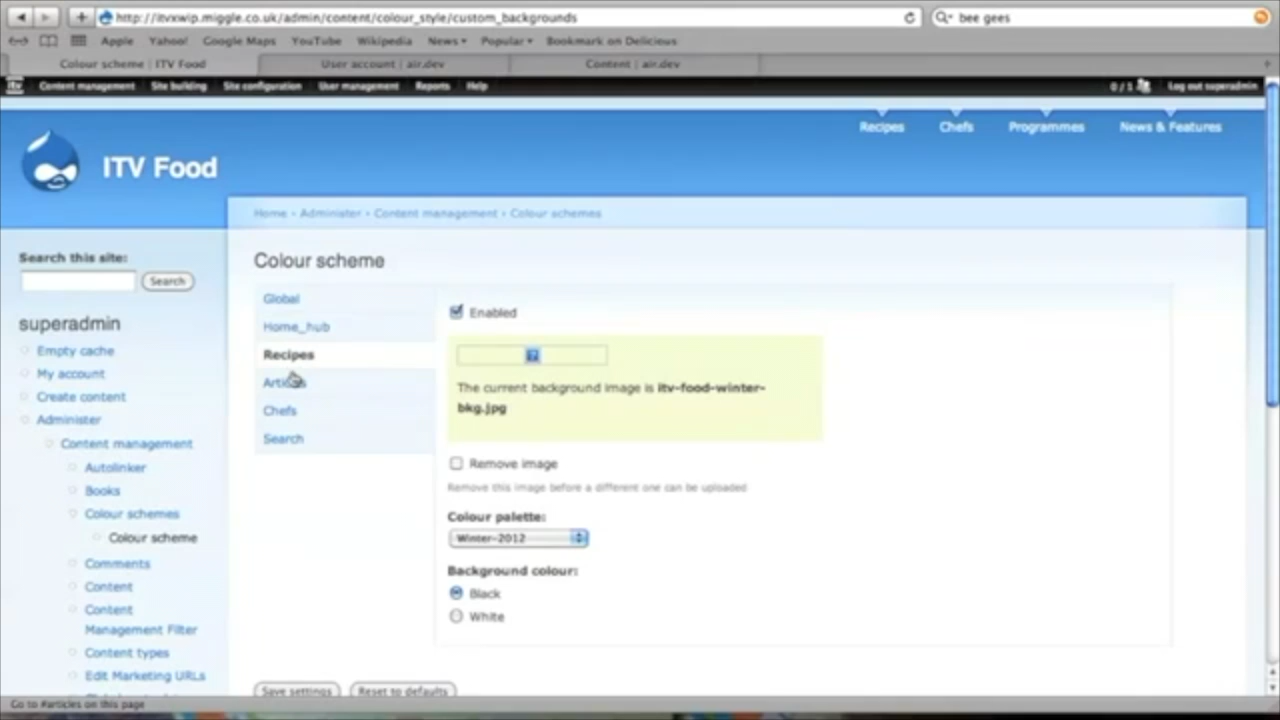 http://itvxwip.miggle.co.uk/admin/content/colour_style/custom_backgrounds
bee gees
Apple Yahoo! Google Maps YouTube Wikipedia News Popular Bookmark on Delicious
Colour scheme | ITV Food
User account | air.dev
Content | air.dev
itv Content management Site building Site configuration User management Reports Help
0 / 1 Log out superadmin
Recipes Chefs Programmes News & Features
ITV Food
Home Administer Content management Colour schemes
Search this site:
Search
superadmin
Empty cache
My account
Create content
Administer
Content management
Autolinker
Books
Colour schemes
Colour scheme
Comments
Content
Content
Management Filter
Content types
Edit Marketing URLs
Colour scheme
Global
Home_hub
Recipes
Articles
Chefs
Search
Enabled
?
The current background image is itv-food-winter-
bkg.jpg
Remove image
Remove this image before a different one can be uploaded
Colour palette:
Winter-2012
Background colour:
Black
White
Save settings Reset to defaults
Go to #articles on this page